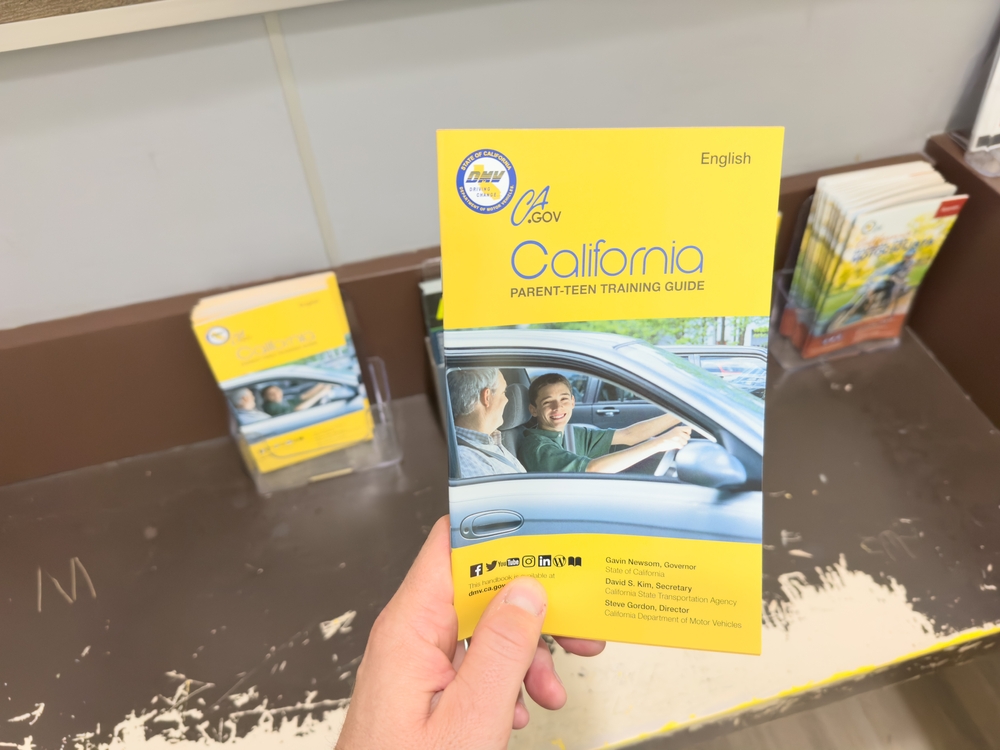 STATE OF CALIFORNIA
DMV
DRIVING CHANGE
DEPARTMENT OF MOTOR VEHICLES
CA
.GOV
English
California
PARENT-TEEN TRAINING GUIDE
YouTube
This handbook is available at
dmv.ca.gov
Gavin Newsom, Governor
State of California
David S. Kim, Secretary
California State Transportation Agency
Steve Gordon, Director
California Department of Motor Vehicles
California
M